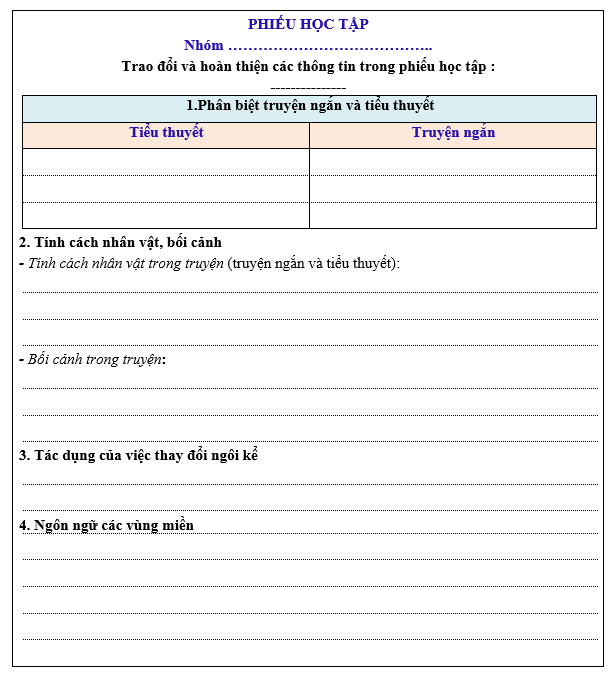 PHIẾU HỌC TẬP
Nhóm …………………………………..
Trao đổi và hoàn thiện các thông tin trong phiếu học tập :
---------------
1.Phân biệt truyện ngắn và tiểu thuyết
Tiểu thuyết Truyện ngắn
2. Tính cách nhân vật, bối cảnh
- Tính cách nhân vật trong truyện (truyện ngắn và tiểu thuyết):
- Bối cảnh trong truyện:
3. Tác dụng của việc thay đổi ngôi kể
4. Ngôn ngữ các vùng miền